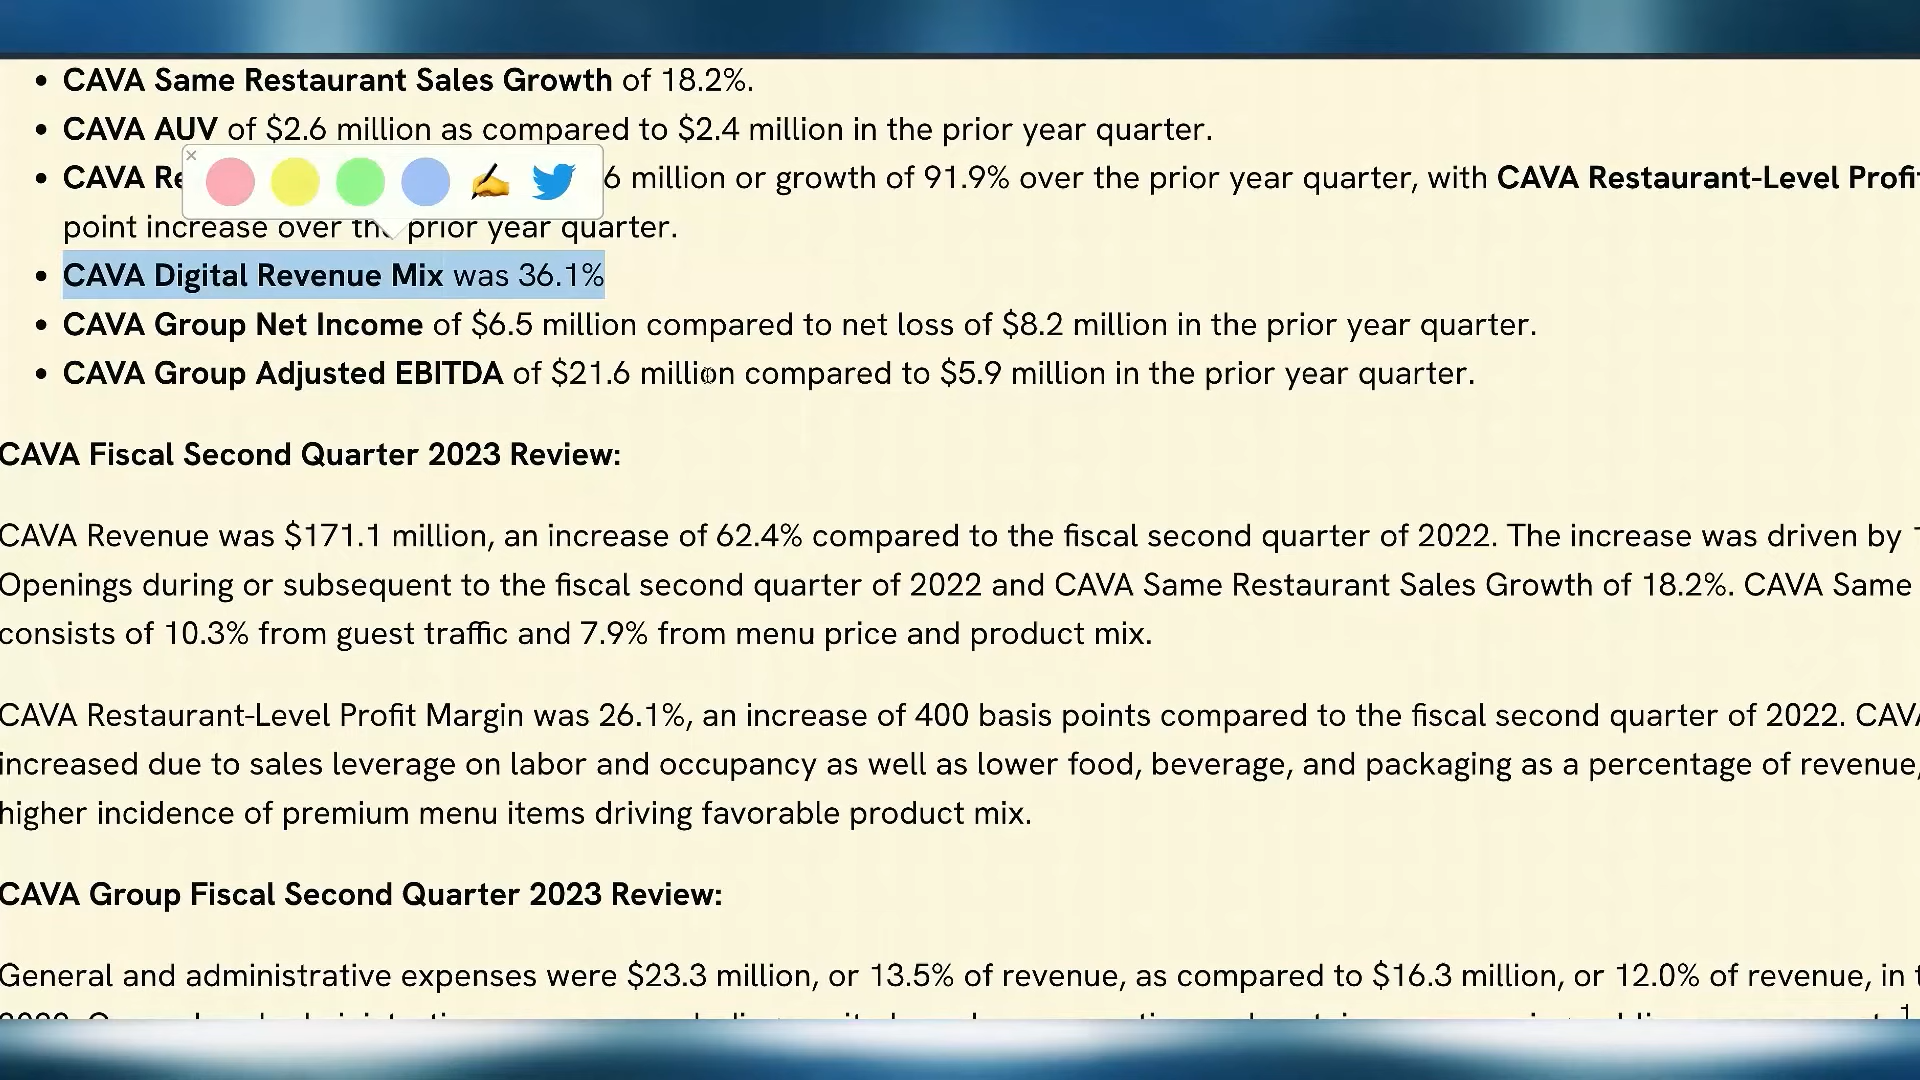 CAVA Same Restaurant Sales Growth of 18.2%.
CAVA AUV of $2.6 million as compared to $2.4 million in the prior year quarter.
CAVA 6 million or growth of 91.9% over the prior year quarter, with CAVA Restaurant-Level
point increase over prior year quarter.
CAVA Digital Revenue Mix was 36.1%
CAVA Group Net Income of $6.5 million compared to net loss of $8.2 million in the prior year quarter.
CAVA Group Adjusted EBITDA of $21.6 million compared to $5.9 million in the prior year quarter.
CAVA Fiscal Second Quarter 2023 Review:
CAVA Revenue was $171.1 million, an increase of 62.4% compared to the fiscal second quarter of 2022. The increase was driven by
Openings during or subsequent to the fiscal second quarter of 2022 and CAVA Same Restaurant Sales Growth of 18.2%. CAVA Same
consists of 10.3% from guest traffic and 7.9% from menu price and product mix.
CAVA Restaurant-Level Profit Margin was 26.1%, an increase of 400 basis points compared to the fiscal second quarter of 2022.
increased due to sales leverage on labor and occupancy as well as lower food, beverage, and packaging as a percentage of revenue,
higher incidence of premium menu items driving favorable product mix.
CAVA Group Fiscal Second Quarter 2023 Review:
General and administrative expenses were $23.3 million, or 13.5% of revenue, as compared to $16.3 million, or 12.0% of revenue, in